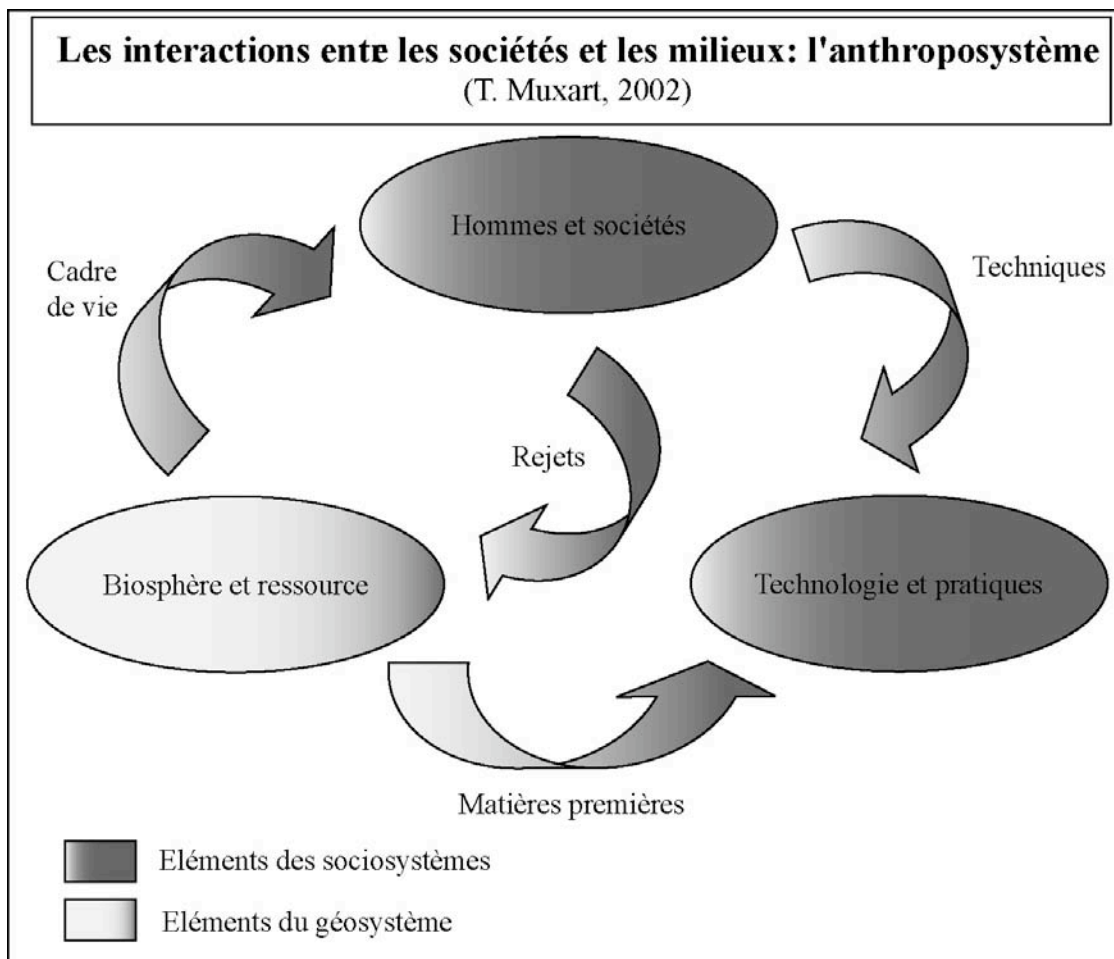 Les interactions entre les sociétés et les milieux: l'anthroposystème
(T. Muxart, 2002)
Hommes et sociétés
Cadre
de vie
Techniques
Rejets
Biosphère et ressource
Technologie et pratiques
Matières premières
Eléments des sociosystèmes
Eléments du géosystème